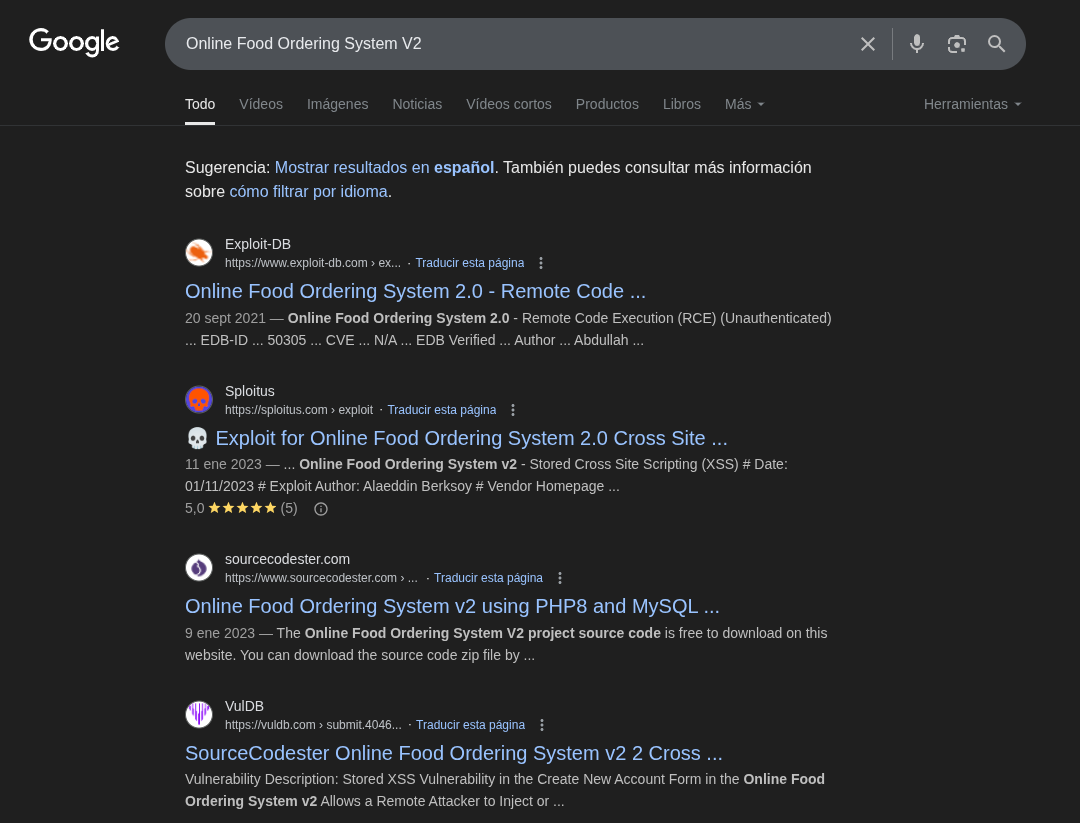 Google
Online Food Ordering System V2
Todo Vídeos Imágenes Noticias Vídeos cortos Productos Libros Más Herramientas
Sugerencia: Mostrar resultados en español. También puedes consultar más información
sobre cómo filtrar por idioma.
Exploit-DB
https://www.exploit-db.com › ex... · Traducir esta página
Online Food Ordering System 2.0 - Remote Code ...
20 sept 2021 — Online Food Ordering System 2.0 - Remote Code Execution (RCE) (Unauthenticated)
... EDB-ID ... 50305 ... CVE ... N/A ... EDB Verified ... Author ... Abdullah ...
Sploitus
https://sploitus.com › exploit · Traducir esta página
💀 Exploit for Online Food Ordering System 2.0 Cross Site ...
11 ene 2023 — ... Online Food Ordering System v2 - Stored Cross Site Scripting (XSS) # Date:
01/11/2023 # Exploit Author: Alaeddin Berksoy # Vendor Homepage ...
5,0 ★★★★★ (5)
sourcecodester.com
https://www.sourcecodester.com › ... · Traducir esta página
Online Food Ordering System v2 using PHP8 and MySQL ...
9 ene 2023 — The Online Food Ordering System V2 project source code is free to download on this
website. You can download the source code zip file by ...
VulDB
https://vuldb.com › submit.4046... · Traducir esta página
SourceCodester Online Food Ordering System v2 2 Cross ...
Vulnerability Description: Stored XSS Vulnerability in the Create New Account Form in the Online Food
Ordering System v2 Allows a Remote Attacker to Inject or ...